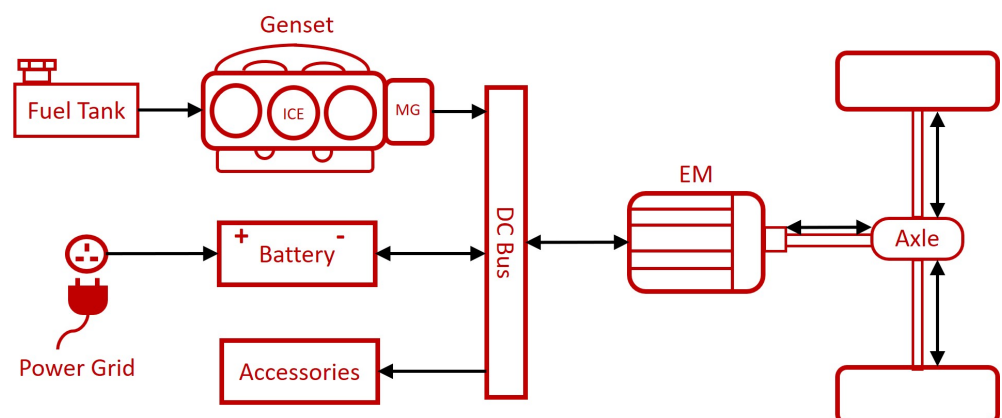 Genset
Fuel Tank
ICE
MG
EM
DC Bus
+
-
Battery
Axle
Power Grid
Accessories